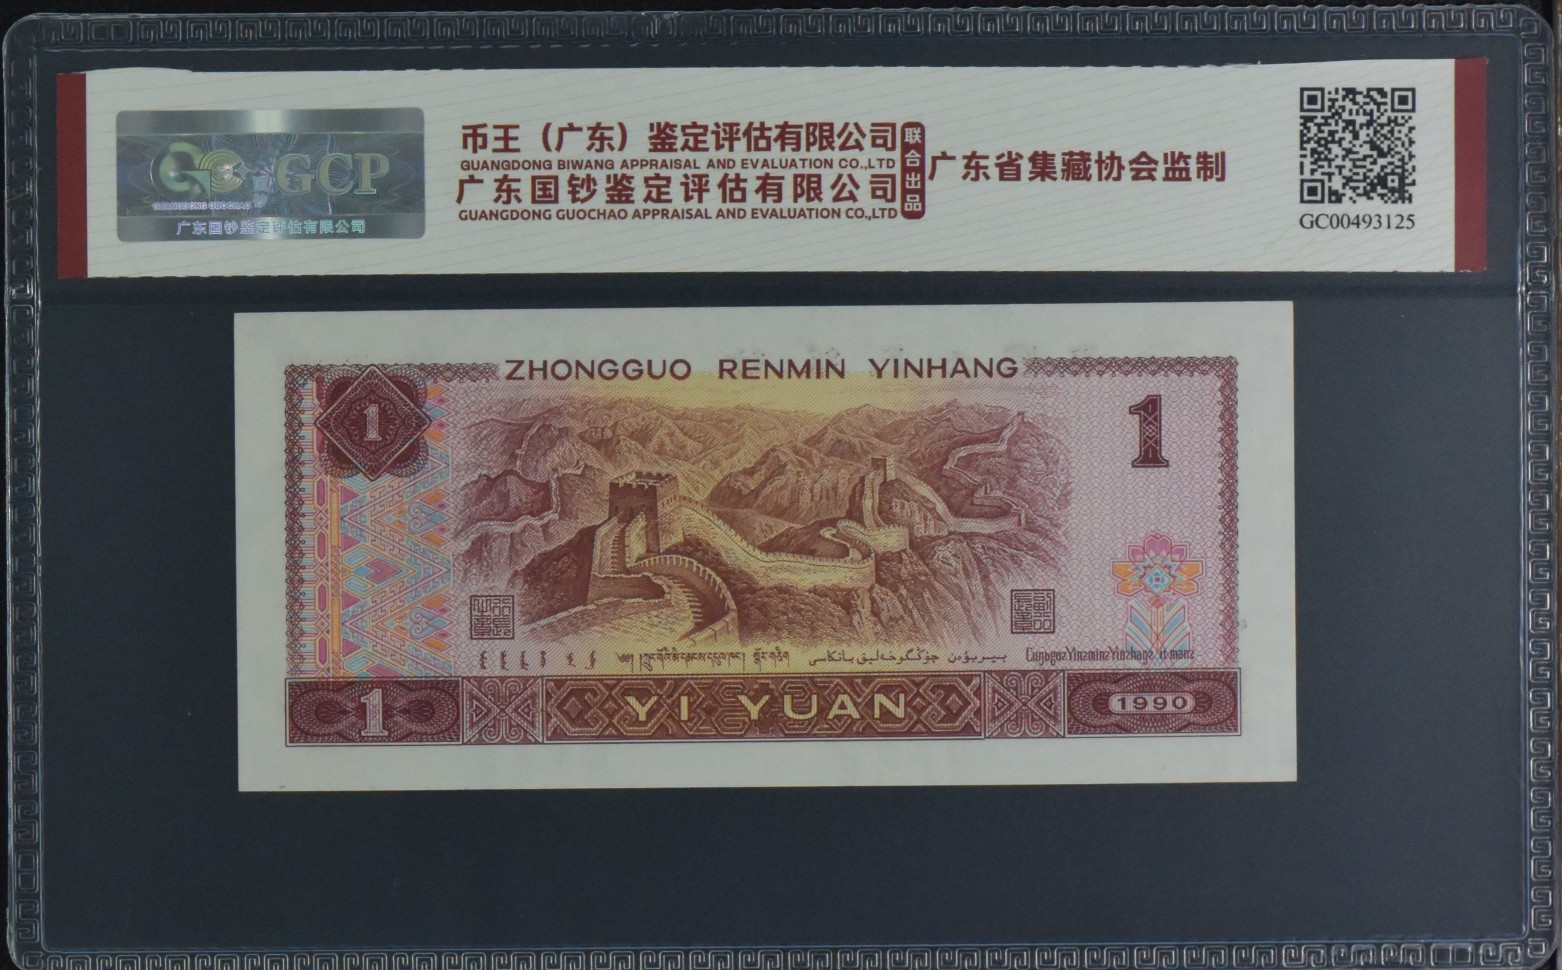 GCP
GUANGDONG GUOCHAO
广东国钞鉴定评估有限公司
币王（广东）鉴定评估有限公司
GUANGDONG BIWANG APPRAISAL AND EVALUATION CO.,LTD
广东国钞鉴定评估有限公司
GUANGDONG GUOCHAO APPRAISAL AND EVALUATION CO.,LTD
联合出品
广东省集藏协会监制
GC00493125
ZHONGGUO RENMIN YINHANG
1
1
1
YI YUAN
1990